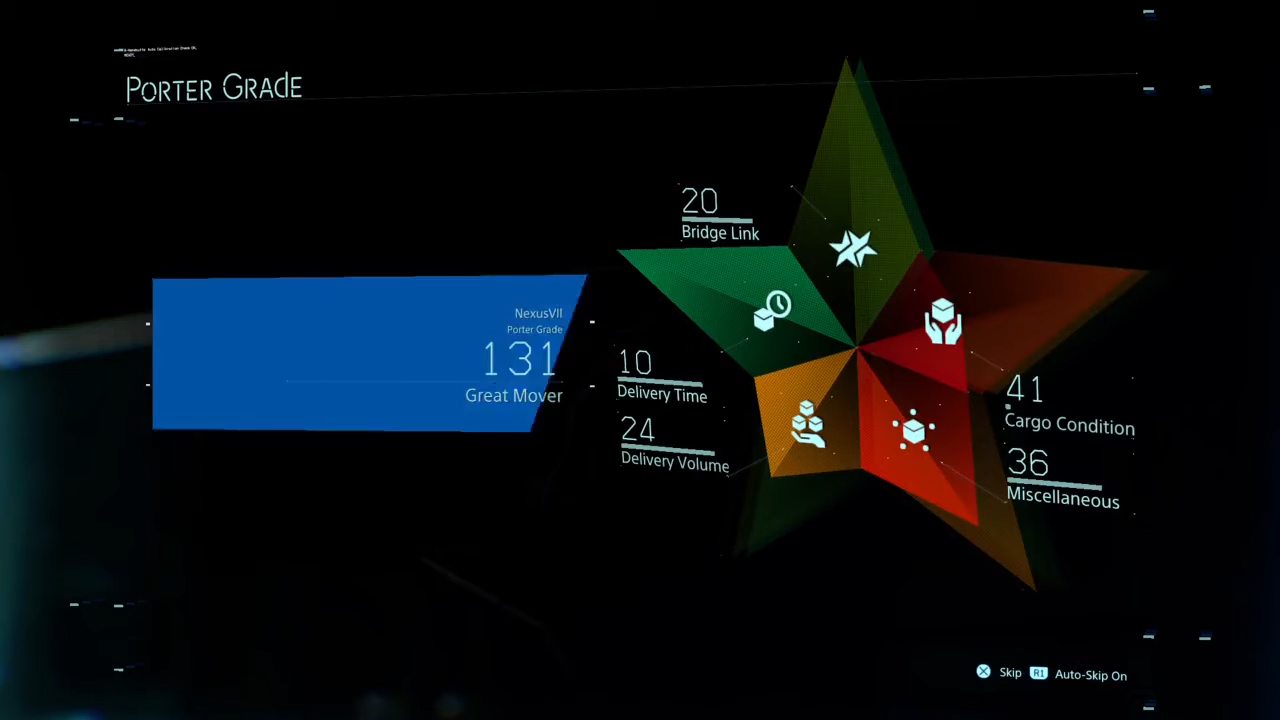 PORTER GRADE
20
Bridge Link
NexusVII
Porter Grade
131
Great Mover
10
Delivery Time
24
Delivery Volume
41
Cargo Condition
36
Miscellaneous
Skip R1 Auto-Skip On